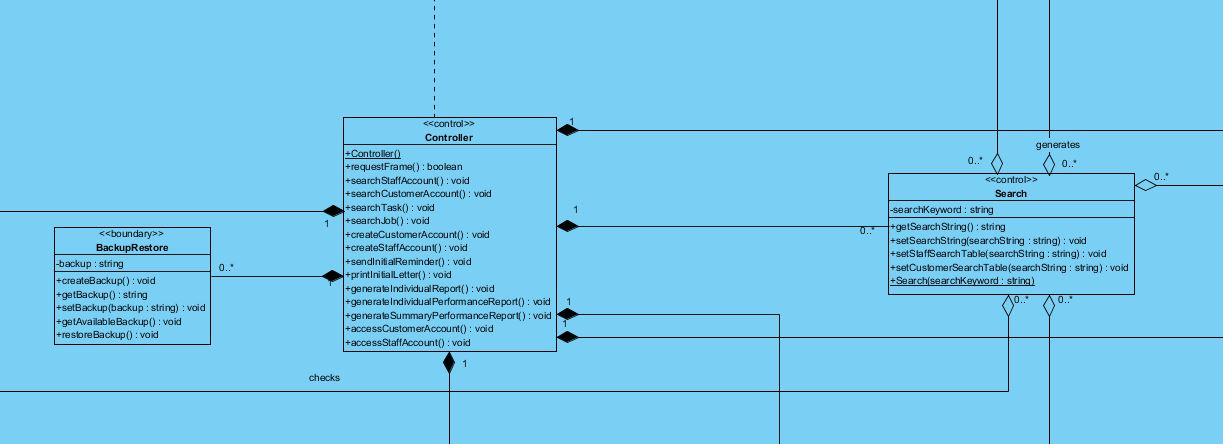 <<control>>
Controller
+Controller()
+requestFrame() : boolean
+searchStaffAccount() : void
+searchCustomerAccount() : void
+searchTask() : void
+searchJob() : void
+createCustomerAccount() : void
+createStaffAccount() : void
+sendInitialReminder() : void
+printInitialLetter() : void
+generateIndividualReport() : void
+generateIndividualPerformanceReport() : void
+generateSummaryPerformanceReport() : void
+accessCustomerAccount() : void
+accessStaffAccount() : void
1
1
1
1
1
1
1
<<boundary>>
BackupRestore
-backup : string
+createBackup() : void
+getBackup() : string
+setBackup(backup : string) : void
+getAvailableBackup() : void
+restoreBackup() : void
0..*
checks
generates
0..*
0..*
0..*
0..*
<<control>>
Search
-searchKeyword : string
+getSearchString() : string
+setSearchString(searchString : string) : void
+setStaffSearchTable(searchString : string) : void
+setCustomerSearchTable(searchString : string) : void
+Search(searchKeyword : string)
0..*
0..*